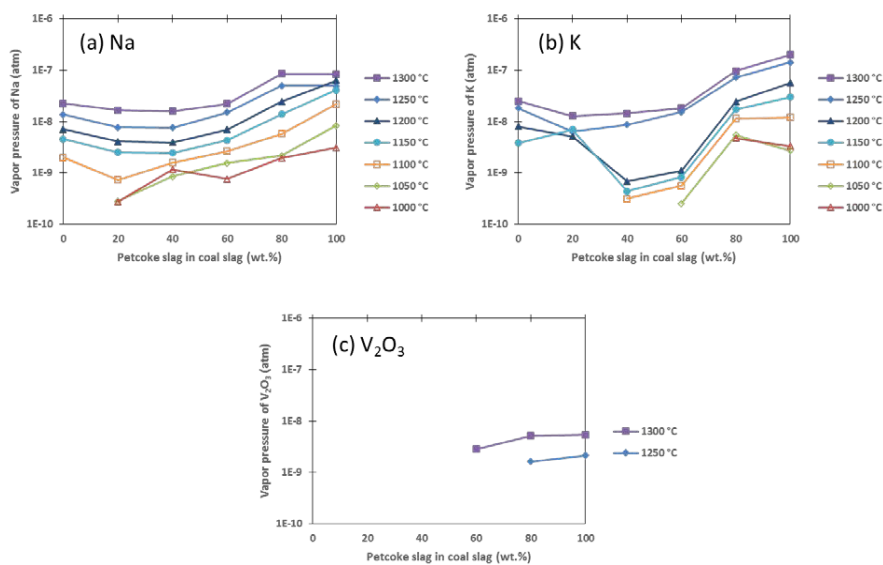 (a) Na
Vapor pressure of Na (atm)
1E-6
1E-7
1E-8
1E-9
1E-10
0 20 40 60 80 100
Petcoke slag in coal slag (wt.%)
1300 °C
1250 °C
1200 °C
1150 °C
1100 °C
1050 °C
1000 °C
(b) K
Vapor pressure of K (atm)
1E-6
1E-7
1E-8
1E-9
1E-10
0 20 40 60 80 100
Petcoke slag in coal slag (wt.%)
1300 °C
1250 °C
1200 °C
1150 °C
1100 °C
1050 °C
1000 °C
(c) V₂O₃
Vapor pressure of V₂O₃ (atm)
1E-6
1E-7
1E-8
1E-9
1E-10
0 20 40 60 80 100
Petcoke slag in coal slag (wt.%)
1300 °C
1250 °C